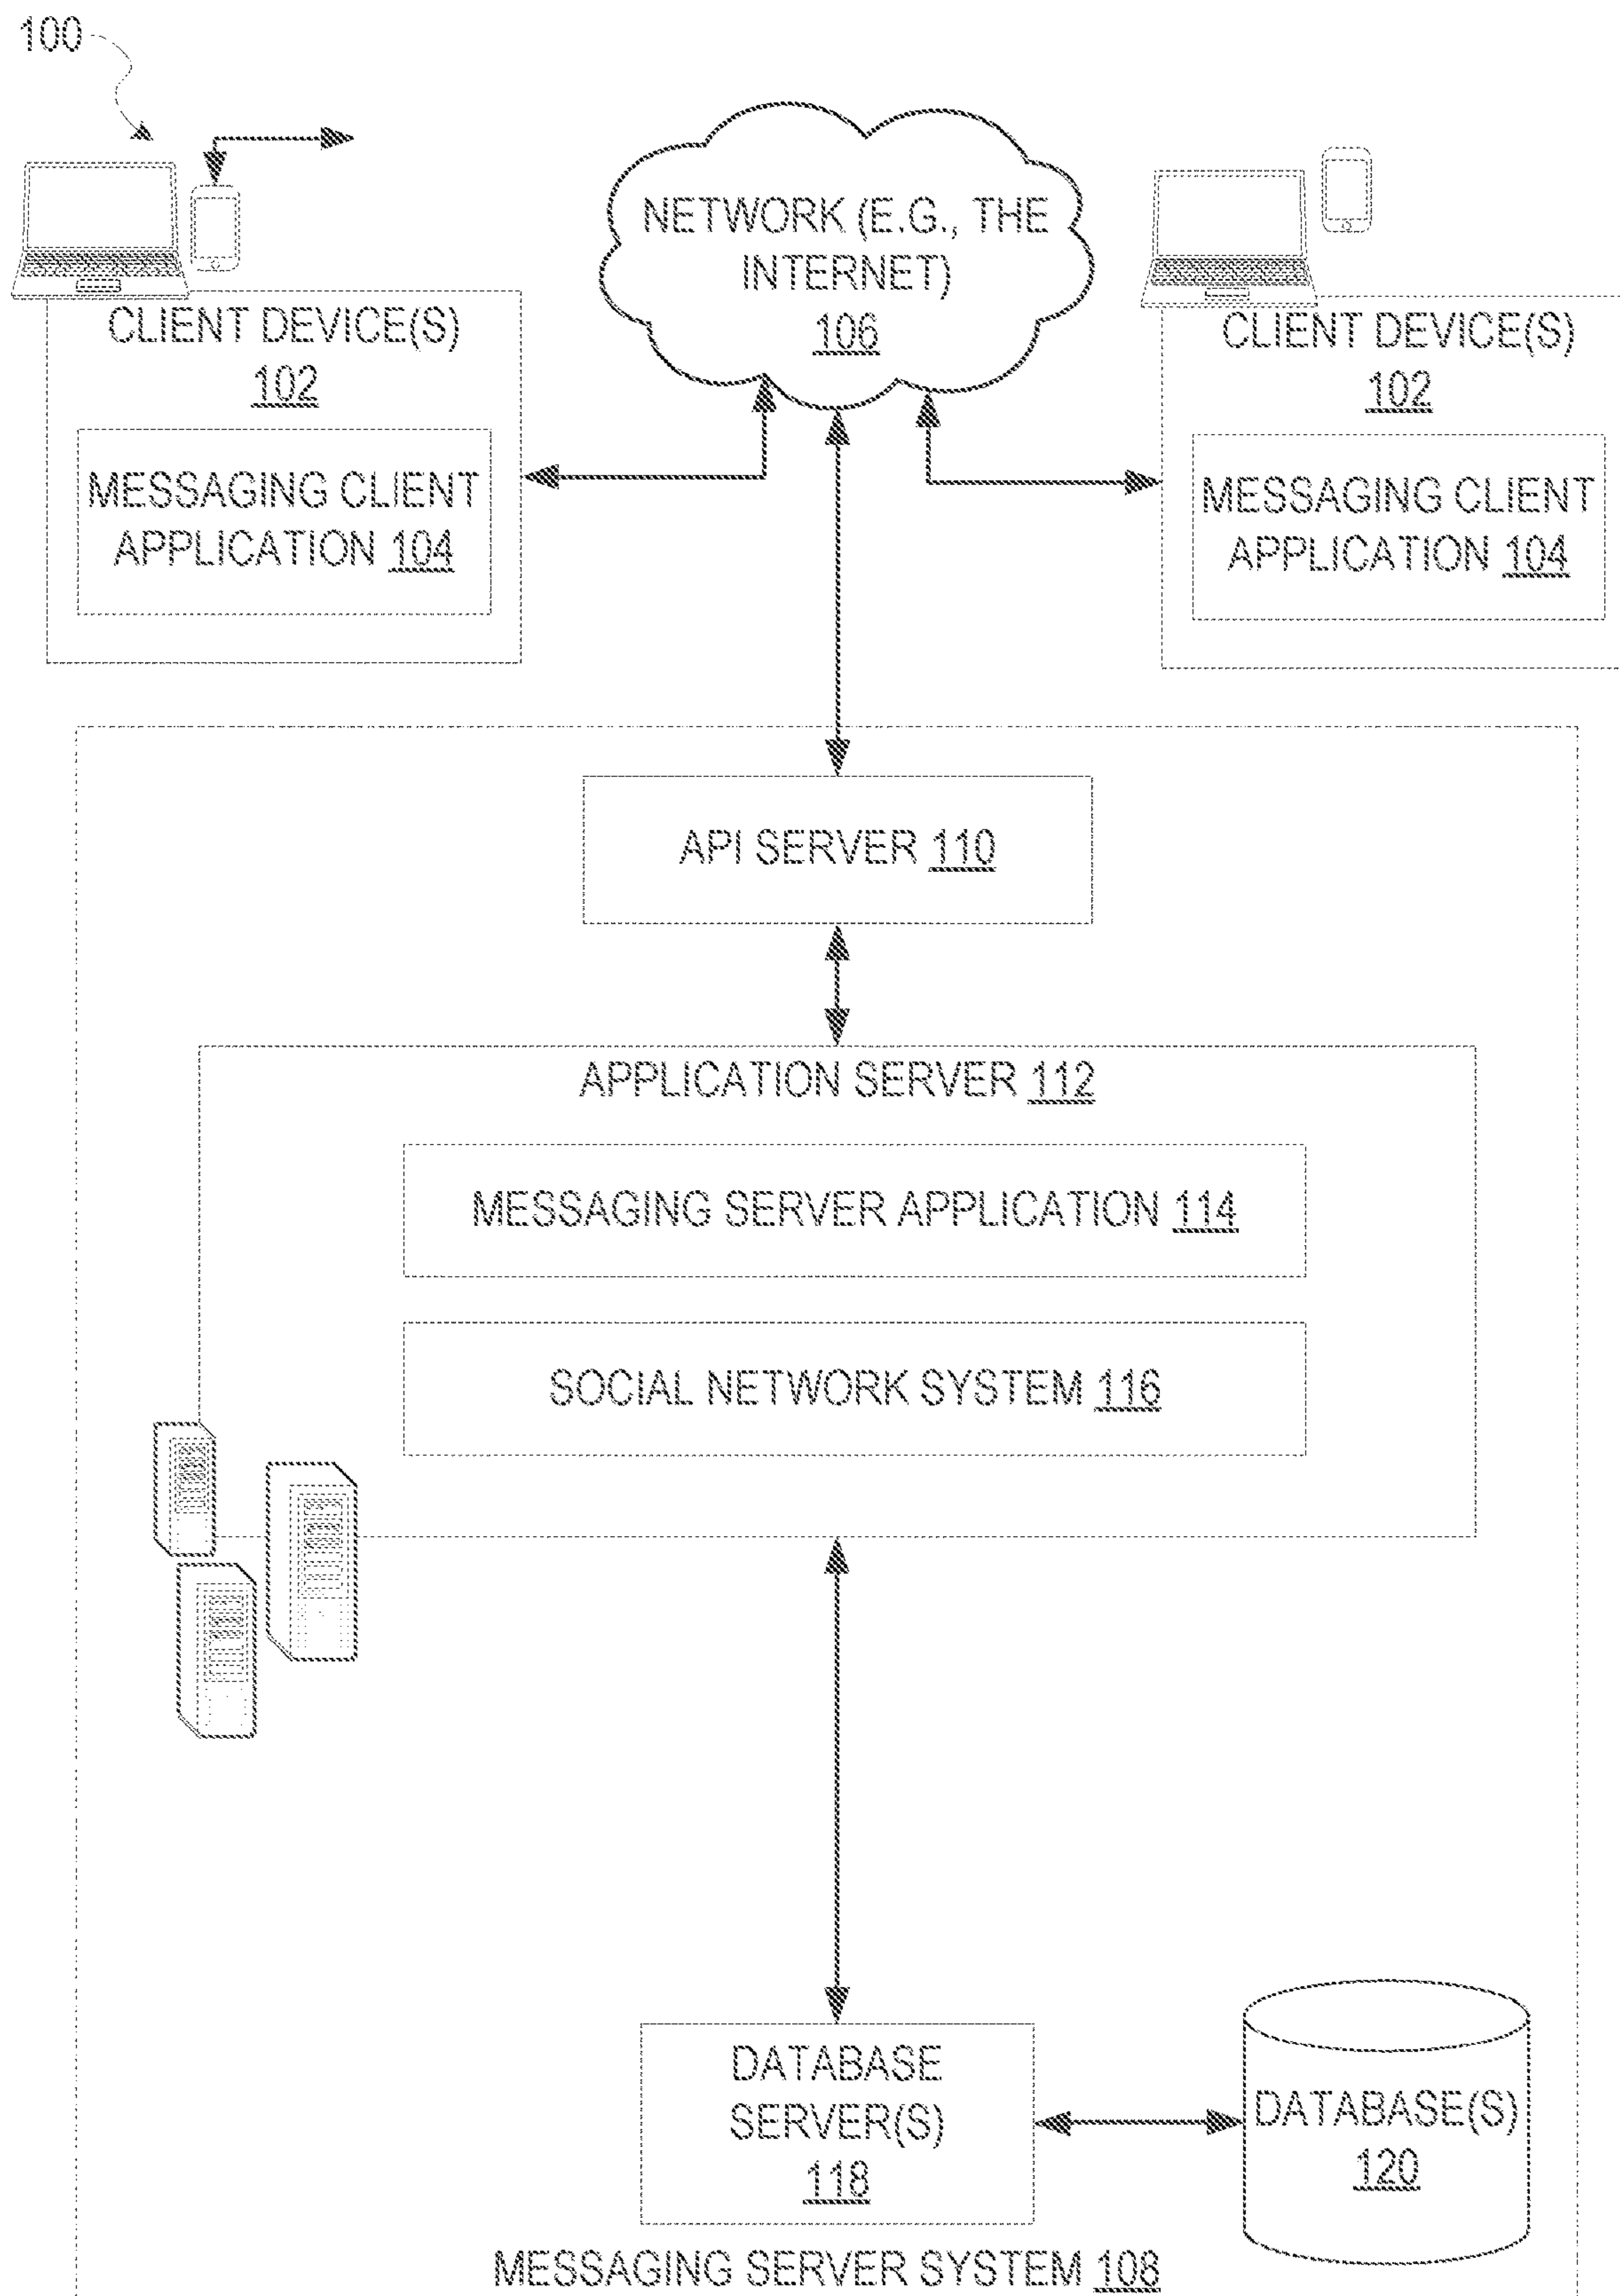 100
NETWORK (E.G., THE
INTERNET)
106
CLIENT DEVICE(S)
102
MESSAGING CLIENT
APPLICATION 104
CLIENT DEVICE(S)
102
MESSAGING CLIENT
APPLICATION 104
API SERVER 110
APPLICATION SERVER 112
MESSAGING SERVER APPLICATION 114
SOCIAL NETWORK SYSTEM 116
DATABASE
SERVER(S)
118
DATABASE(S)
120
MESSAGING SERVER SYSTEM 108